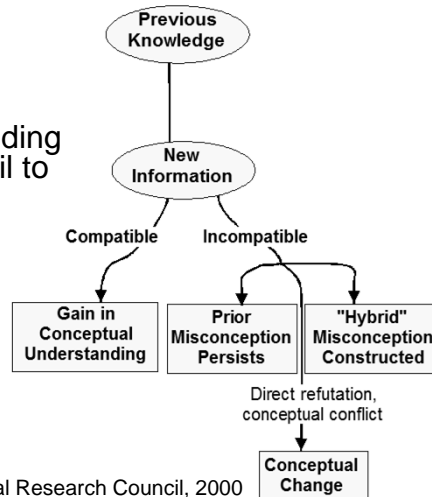 Previous
Knowledge
New
Information
Compatible
Incompatible
Gain in
Conceptual
Understanding
Prior
Misconception
Persists
"Hybrid"
Misconception
Constructed
Direct refutation,
conceptual conflict
Conceptual
Change
to
Research Council, 2000